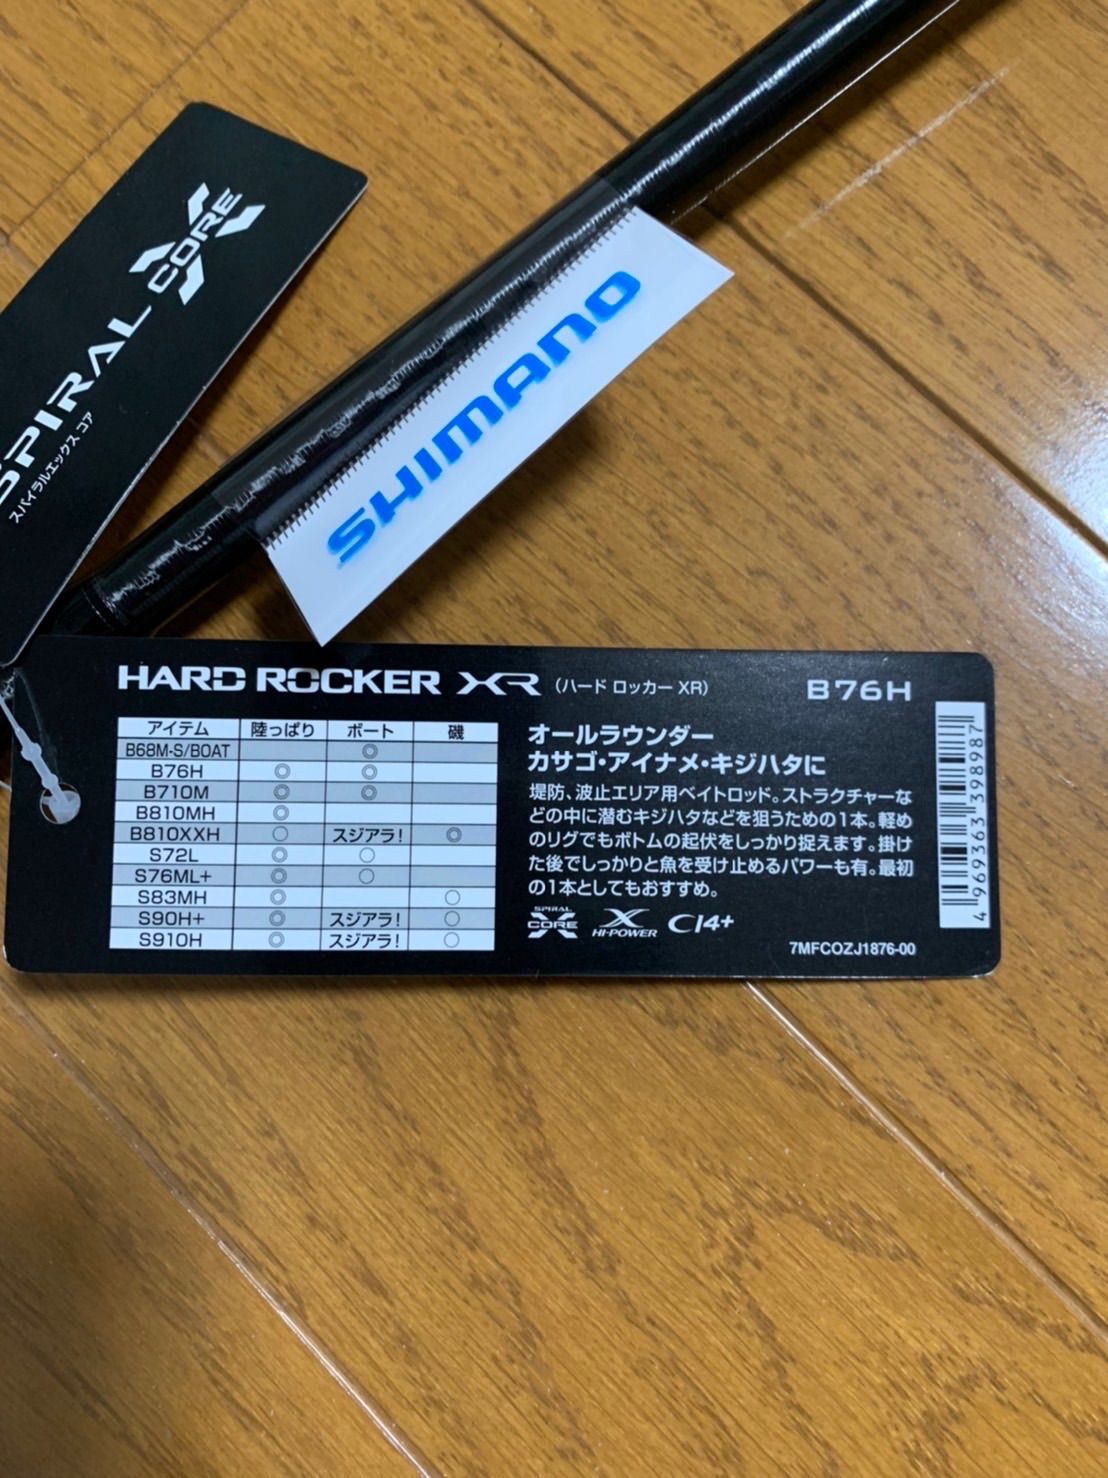 SPIRAL CORE
スパイラルエックス コア
SHIMANO
HARD ROCKER XR (ハード ロッカー XR) B76H
アイテム 陸っぱり ボート 磯
B68M-S/BOAT ◎
B76H ◎ ◎
B710M ◎ ◎
B810MH ◎
B810XXH ○ スジアラ! ◎
S72L ◎ ○
S76ML+ ◎ ○
S83MH ◎ ○
S90H+ ◎ スジアラ! ○
S910H ◎ スジアラ! ○
オールラウンダー
カサゴ・アイナメ・キジハタに
堤防、波止エリア用ベイトロッド。ストラクチャーな
どの中に潜むキジハタなどを狙うための1本。軽め
のリグでもボトムの起伏をしっかり捉えます。掛け
た後でしっかりと魚を受け止めるパワーも有。最初
の1本としてもおすすめ。
SPIRAL X CORE X HI-POWER CI4+
7MFCOZJ1876-00
4 969363 398987